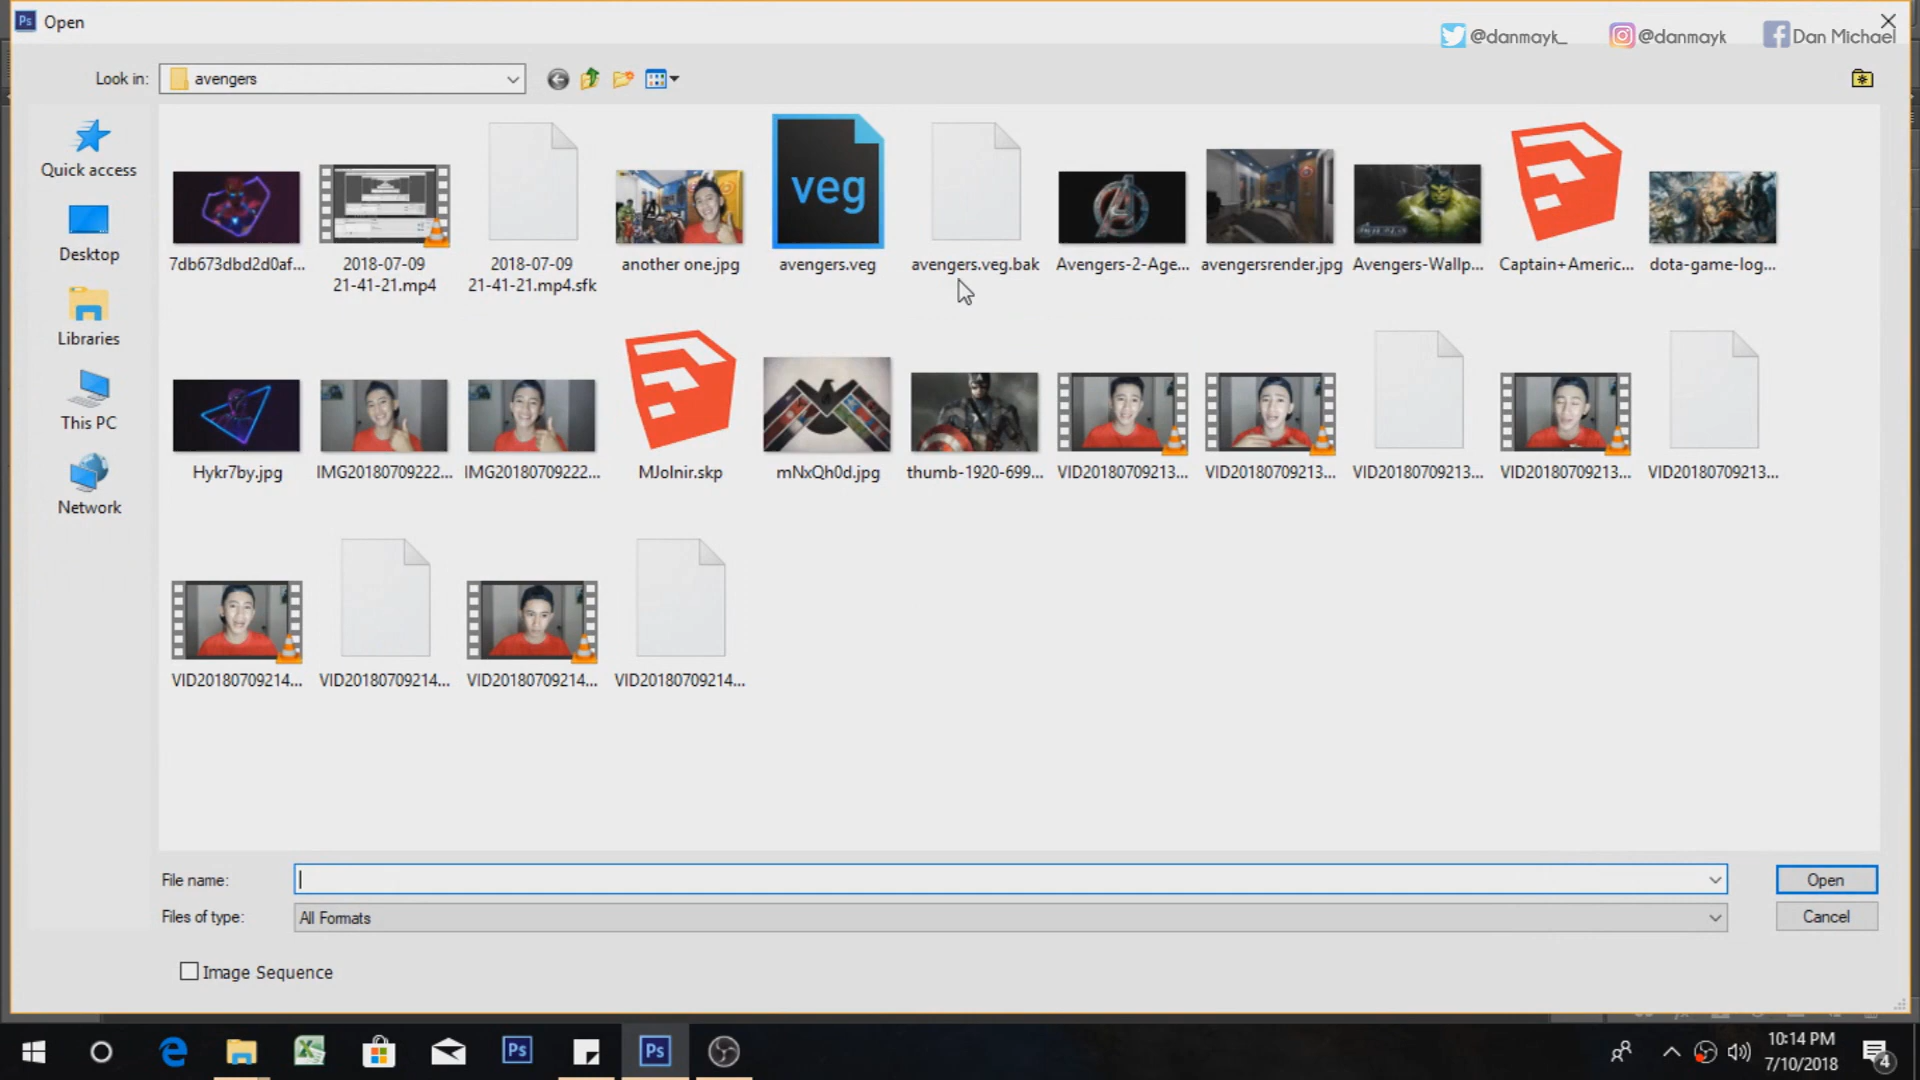 Ps Open
@danmayk_ @danmayk Dan Michael
Look in: avengers
Quick access
Desktop
Libraries
This PC
Network
veg
7db673dbd2d0af...
2018-07-09
21-41-21.mp4
2018-07-09
21-41-21.mp4.sfk
another one.jpg
avengers.veg
avengers.veg.bak
Avengers-2-Age...
avengersrender.jpg
Avengers-Wallp...
Captain+Americ...
dota-game-log...
Hykr7by.jpg
IMG20180709222...
IMG20180709222...
MJolnir.skp
mNxQh0d.jpg
thumb-1920-699...
VID20180709213...
VID20180709213...
VID20180709213...
VID20180709213...
VID20180709213...
VID20180709214...
VID20180709214...
VID20180709214...
VID20180709214...
File name:
Open
Files of type: All Formats
Cancel
Image Sequence
Ps
Ps
10:14 PM
7/10/2018
4